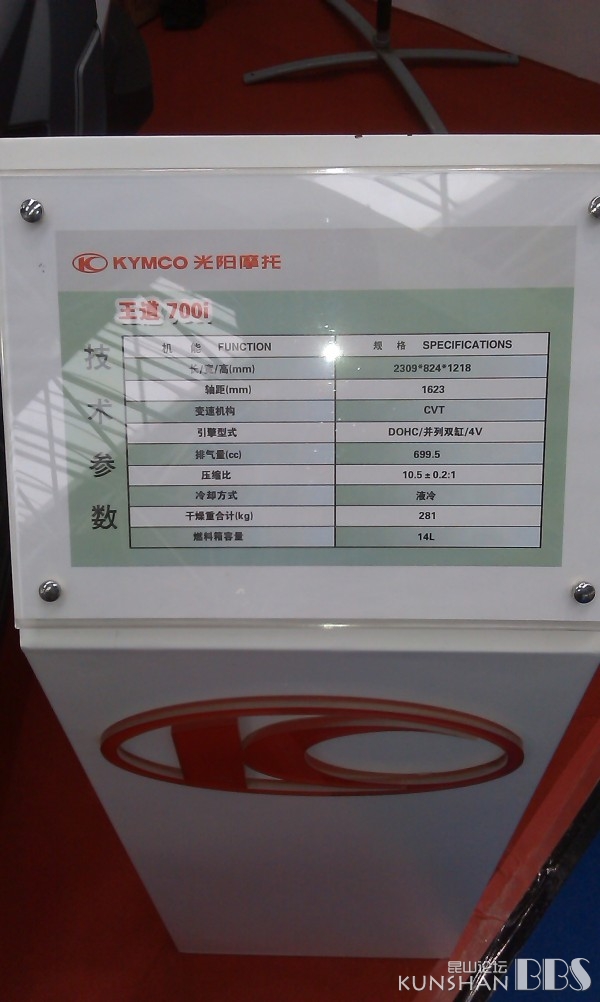 KYMCO 光阳摩托
王道 700i
技术参数
机 能 FUNCTION 规 格 SPECIFICATIONS
长/宽/高(mm) 2309*824*1218
轴距(mm) 1623
变速机构 CVT
引擎型式 DOHC/并列双缸/4V
排气量(cc) 699.5
压缩比 10.5±0.2:1
冷却方式 液冷
干燥重合计(kg) 281
燃料箱容量 14L
昆山论坛
KUNSHAN BBS